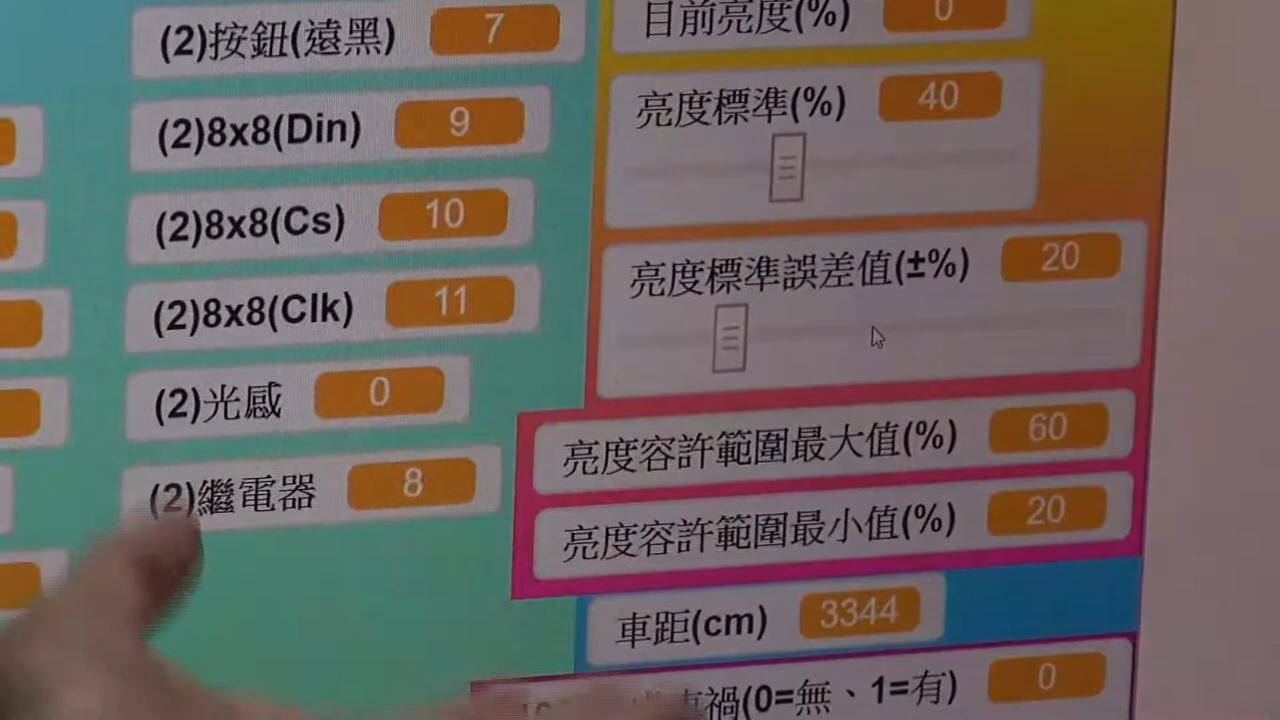 (2)按鈕(遠黑) 7
(2)8x8(Din) 9
(2)8x8(Cs) 10
(2)8x8(Clk) 11
(2)光感 0
(2)繼電器 8
目前亮度(%) 0
亮度標準(%) 40
亮度標準誤差值(±%) 20
亮度容許範圍最大值(%) 60
亮度容許範圍最小值(%) 20
車距(cm) 3344
禍(0=無、1=有) 0